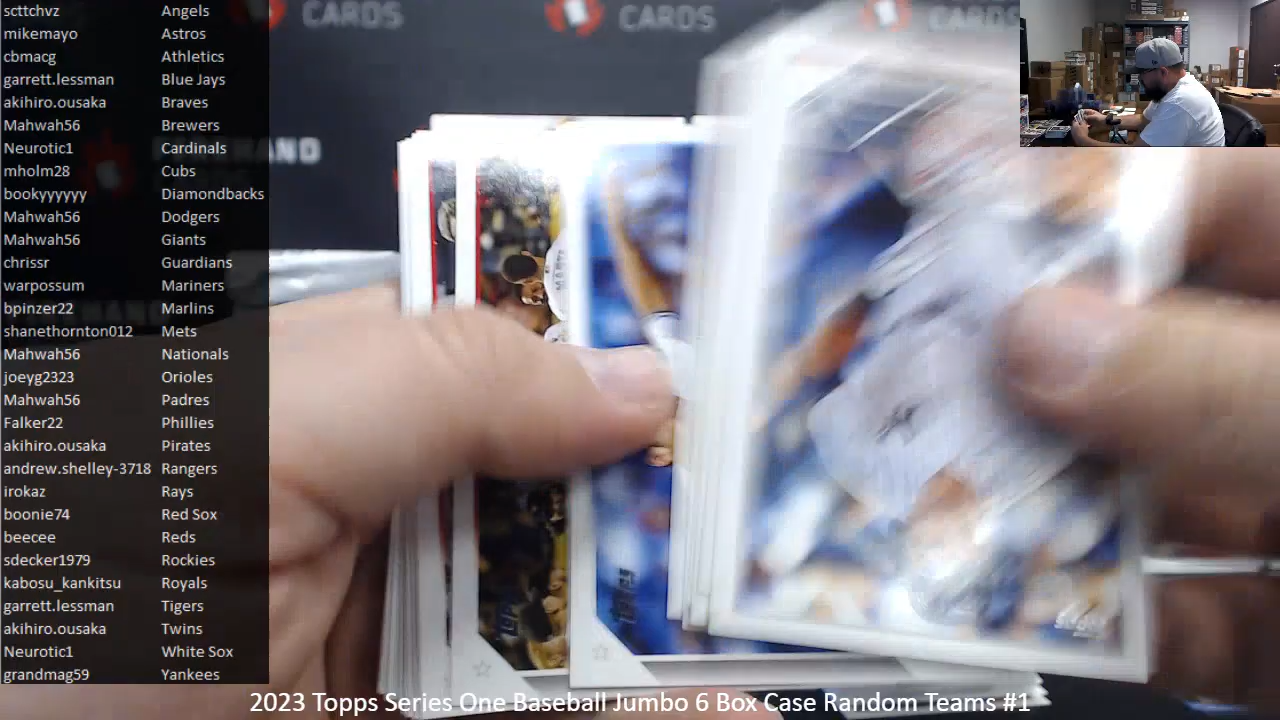 scttchvz Angels
mikemayo Astros
cbmacg Athletics
garrett.lessman Blue Jays
akihiro.ousaka Braves
Mahwah56 Brewers
Neurotic1 Cardinals
mholm28 Cubs
bookyyyyyy Diamondbacks
Mahwah56 Dodgers
Mahwah56 Giants
chrissr Guardians
warpossum Mariners
bpinzer22 Marlins
shanethornton012 Mets
Mahwah56 Nationals
joeyg2323 Orioles
Mahwah56 Padres
Falker22 Phillies
akihiro.ousaka Pirates
andrew.shelley-3718 Rangers
irokaz Rays
boonie74 Red Sox
beecee Reds
sdecker1979 Rockies
kabosu_kankitsu Royals
garrett.lessman Tigers
akihiro.ousaka Twins
Neurotic1 White Sox
grandmag59 Yankees
CARDS
CARDS
2023 Topps Series One Baseball Jumbo 6 Box Case Random Teams #1